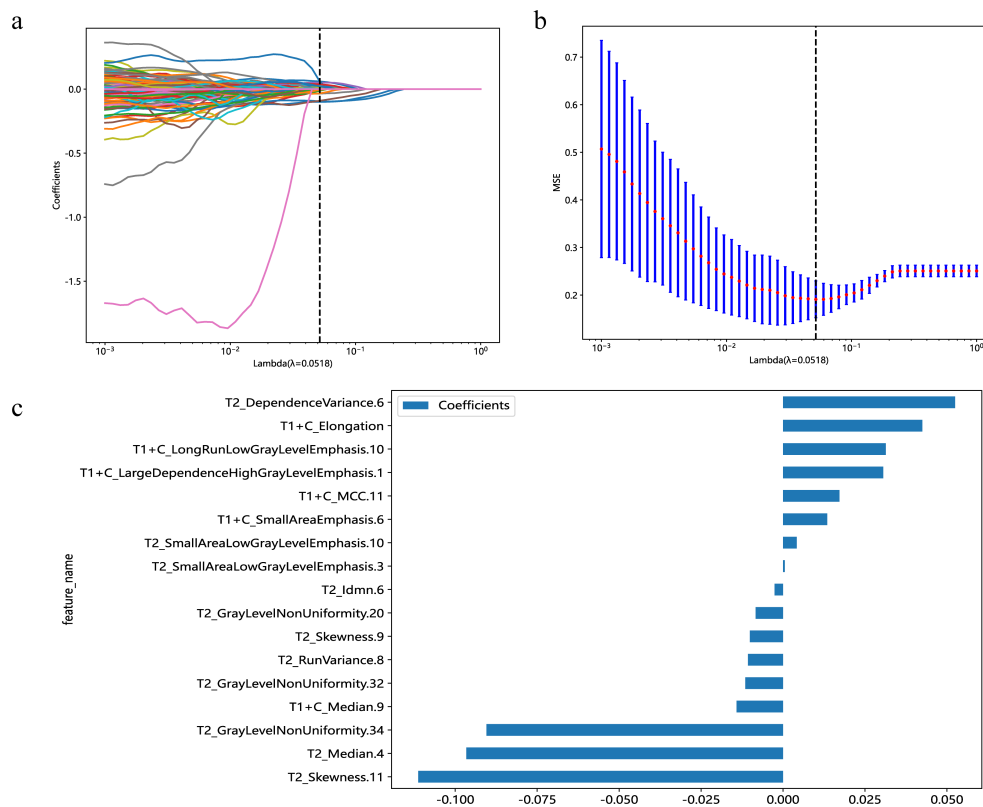 a
0.0
-0.5
-1.0
-1.5
Coefficients
10⁻³
10⁻²
10⁻¹
10⁰
Lambda(λ=0.0518)
b
0.7
0.6
0.5
0.4
0.3
0.2
MSE
10⁻³
10⁻²
10⁻¹
10⁰
Lambda(λ=0.0518)
c
Coefficients
feature_name
T2_DependenceVariance.6
T1+C_Elongation
T1+C_LongRunLowGrayLevelEmphasis.10
T1+C_LargeDependenceHighGrayLevelEmphasis.1
T1+C_MCC.11
T1+C_SmallAreaEmphasis.6
T2_SmallAreaLowGrayLevelEmphasis.10
T2_SmallAreaLowGrayLevelEmphasis.3
T2_Idmn.6
T2_GrayLevelNonUniformity.20
T2_Skewness.9
T2_RunVariance.8
T2_GrayLevelNonUniformity.32
T1+C_Median.9
T2_GrayLevelNonUniformity.34
T2_Median.4
T2_Skewness.11
-0.100
-0.075
-0.050
-0.025
0.000
0.025
0.050